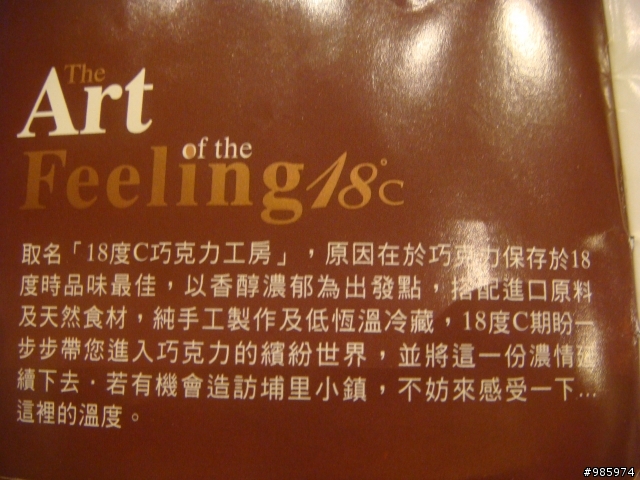 The
Art
of the
Feeling 18°C
取名「18度C巧克力工房」，原因在於巧克力保存於18
度時品味最佳，以香醇濃郁為出發點，搭配進口原料
及天然食材，純手工製作及低恆溫冷藏，18度C期盼一
步步帶您進入巧克力的繽紛世界，並將這一份濃情
續下去．若有機會造訪埔里小鎮，不妨來感受一下...
這裡的溫度。
#985974